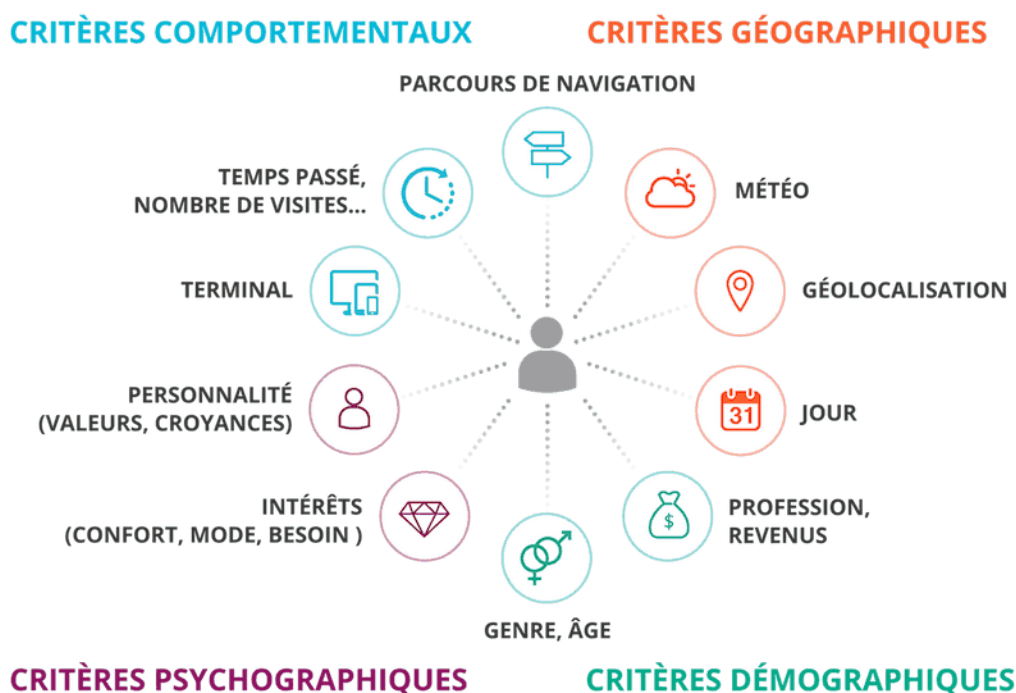 CRITÈRES COMPORTEMENTAUX
CRITÈRES GÉOGRAPHIQUES
PARCOURS DE NAVIGATION
TEMPS PASSÉ,
NOMBRE DE VISITES...
MÉTÉO
TERMINAL
GÉOLOCALISATION
PERSONNALITÉ
(VALEURS, CROYANCES)
31
JOUR
INTÉRÊTS
(CONFORT, MODE, BESOIN )
$
PROFESSION,
REVENUS
GENRE, ÂGE
CRITÈRES PSYCHOGRAPHIQUES
CRITÈRES DÉMOGRAPHIQUES